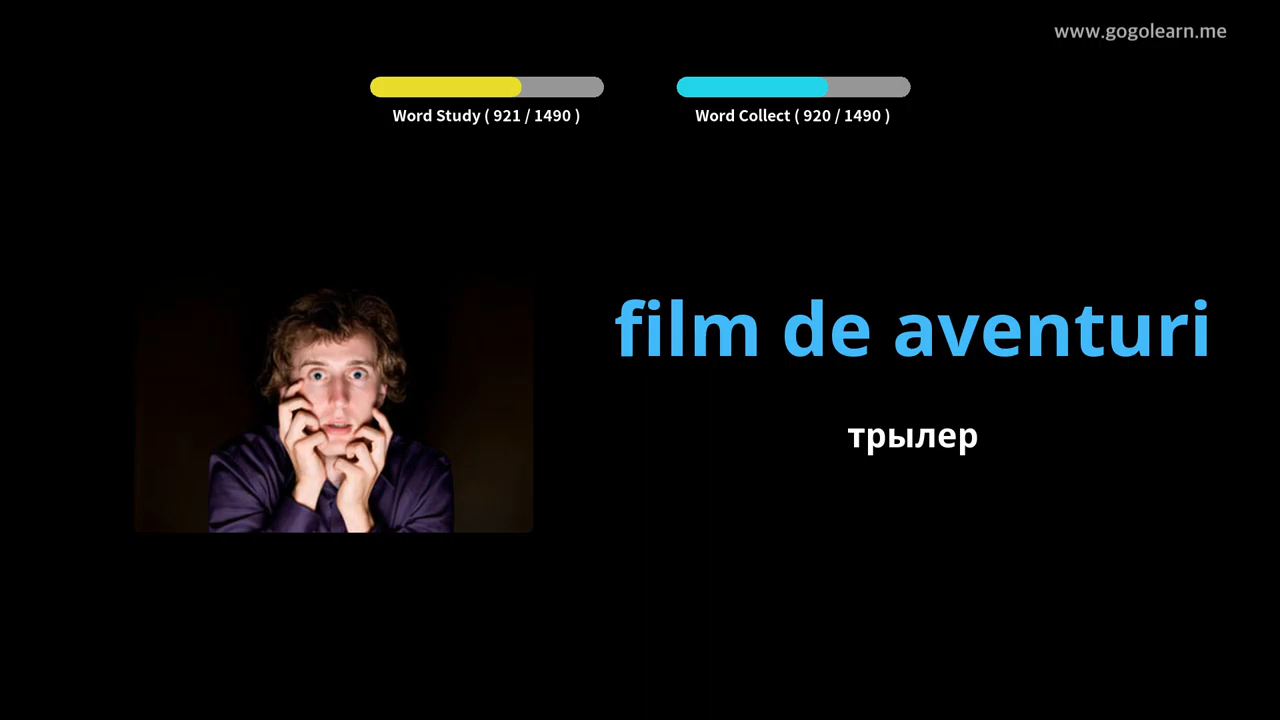 www.gogolearn.me
Word Study ( 921 / 1490 )
Word Collect ( 920 / 1490 )
film de aventuri
трылер